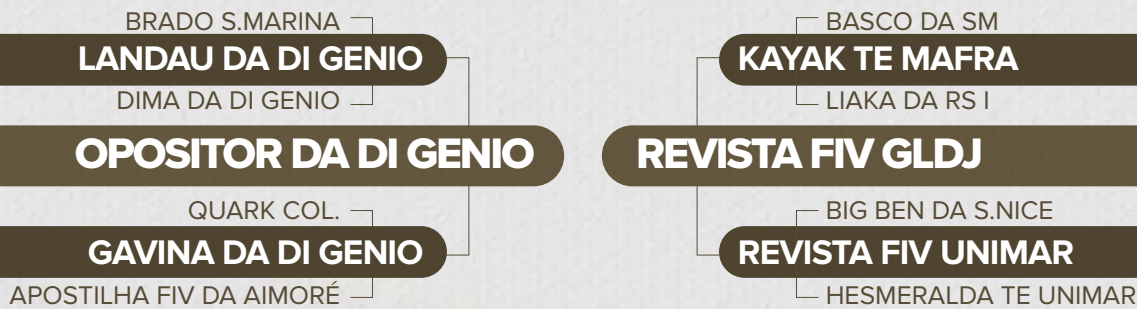 BRADO S.MARINA
LANDAU DA DI GENIO
DIMA DA DI GENIO
OPOSITOR DA DI GENIO
QUARK COL.
GAVINA DA DI GENIO
APOSTILHA FIV DA AIMORÉ
BASCO DA SM
KAYAK TE MAFRA
LIAKA DA RS I
REVISTA FIV GLDJ
BIG BEN DA S.NICE
REVISTA FIV UNIMAR
HESMERALDA TE UNIMAR